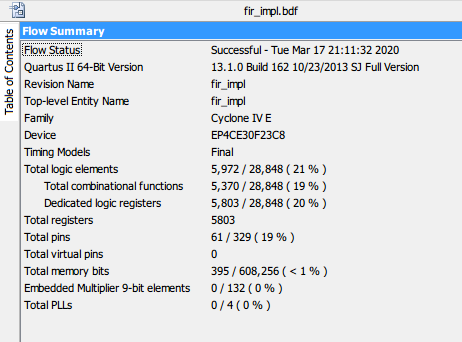 fir_impl.bdf
Table of Contents
Flow Summary
Flow Status Successful - Tue Mar 17 21:11:32 2020
Quartus II 64-Bit Version 13.1.0 Build 162 10/23/2013 SJ Full Version
Revision Name fir_impl
Top-level Entity Name fir_impl
Family Cyclone IV E
Device EP4CE30F23C8
Timing Models Final
Total logic elements 5,972 / 28,848 ( 21 % )
Total combinational functions 5,370 / 28,848 ( 19 % )
Dedicated logic registers 5,803 / 28,848 ( 20 % )
Total registers 5803
Total pins 61 / 329 ( 19 % )
Total virtual pins 0
Total memory bits 395 / 608,256 ( < 1 % )
Embedded Multiplier 9-bit elements 0 / 132 ( 0 % )
Total PLLs 0 / 4 ( 0 % )